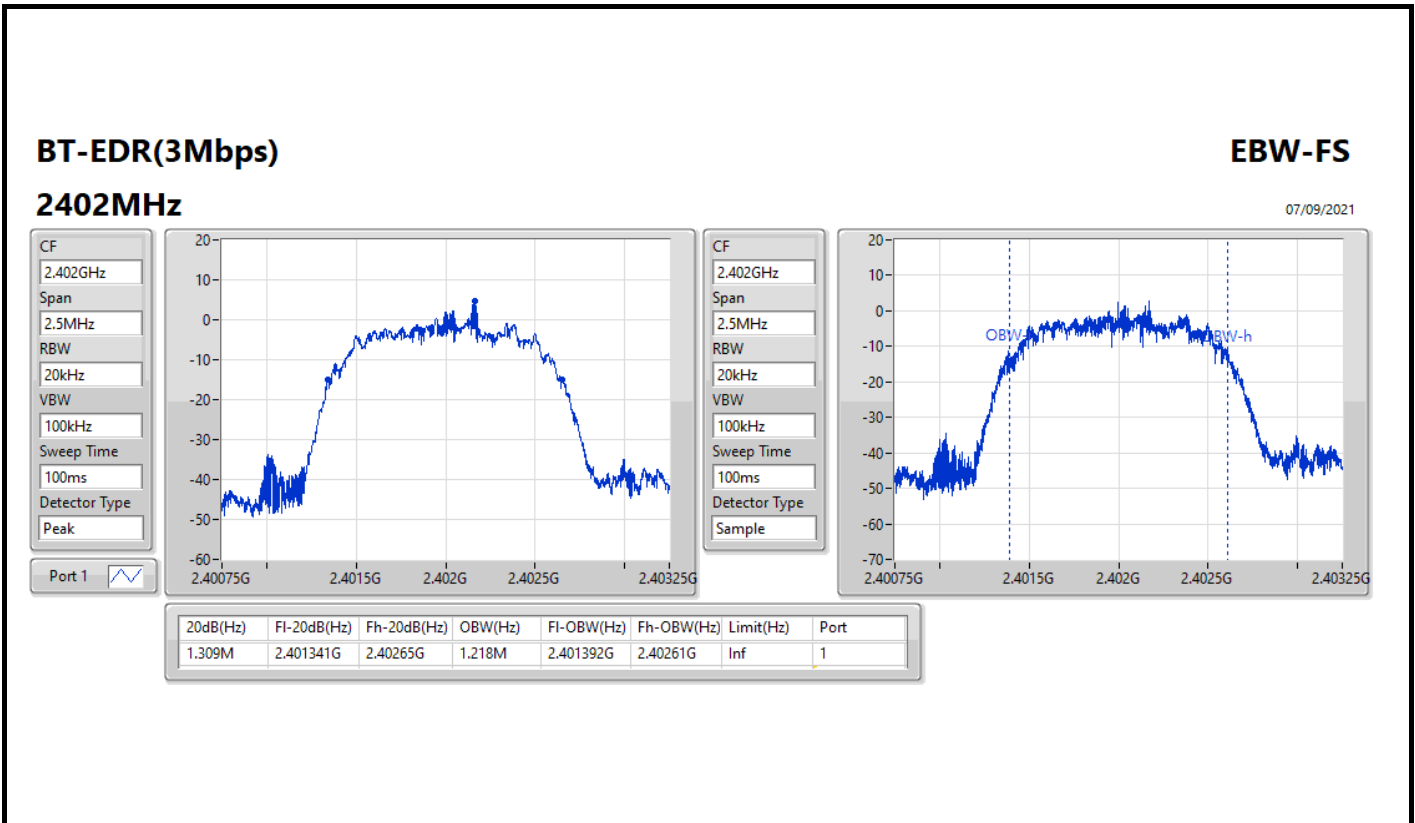 BT-EDR(3Mbps)
EBW-FS
2402MHz
07/09/2021
CF
2.402GHz
Span
2.5MHz
RBW
20kHz
VBW
100kHz
Sweep Time
100ms
Detector Type
Peak
Port 1
20
10
0
-10
-20
-30
-40
-50
-60
2.40075G 2.4015G 2.402G 2.4025G 2.40325G
CF
2.402GHz
Span
2.5MHz
RBW
20kHz
VBW
100kHz
Sweep Time
100ms
Detector Type
Sample
20
10
0
-10
-20
-30
-40
-50
-60
-70
OBW-
OBW-h
2.40075G 2.4015G 2.402G 2.4025G 2.40325G
20dB(Hz) Fl-20dB(Hz) Fh-20dB(Hz) OBW(Hz) Fl-OBW(Hz) Fh-OBW(Hz) Limit(Hz) Port
1.309M 2.401341G 2.40265G 1.218M 2.401392G 2.40261G Inf 1